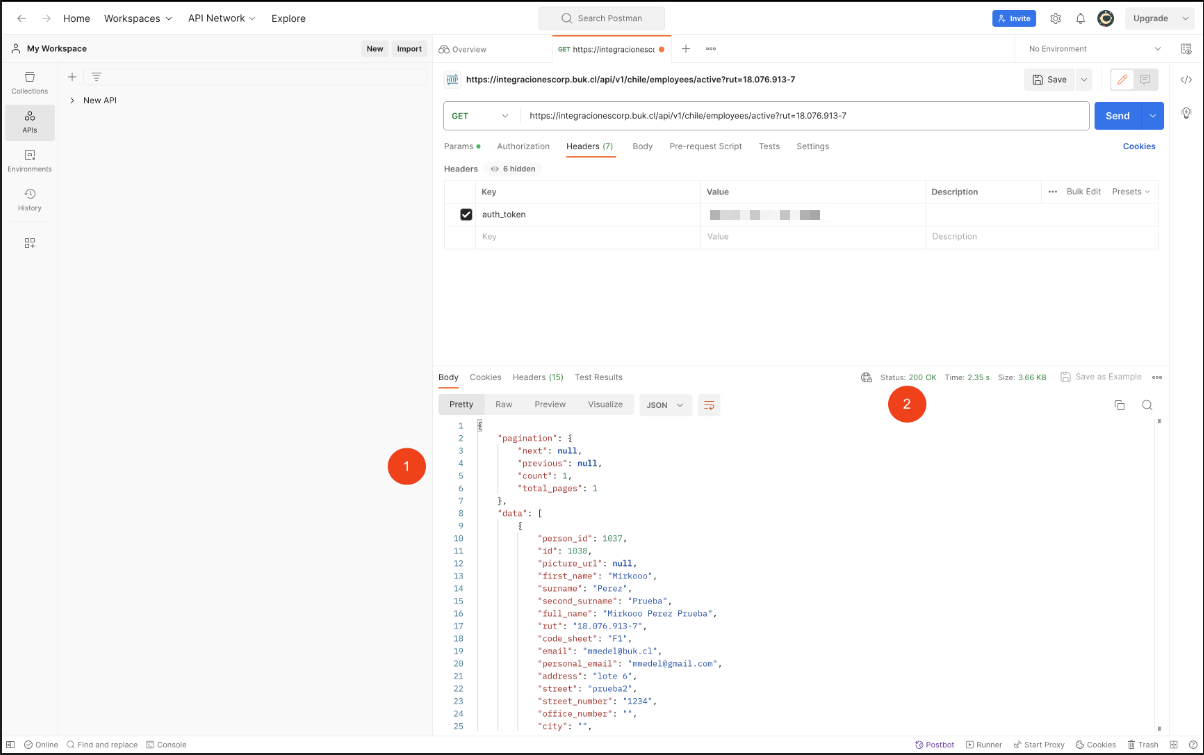 Home Workspaces API Network Explore Search Postman Invite Upgrade
My Workspace New Import Overview GET https://integracionescc No Environment
Collections
New API
APIs
Environments
History
https://integracionescorp.buk.cl/api/v1/chile/employees/active?rut=18.076.913-7 Save
GET https://integracionescorp.buk.cl/api/v1/chile/employees/active?rut=18.076.913-7 Send
Params Authorization Headers (7) Body Pre-request Script Tests Settings Cookies
Headers 6 hidden
Key Value Description Bulk Edit Presets
auth_token
Key Value Description
Body Cookies Headers (15) Test Results Status: 200 OK Time: 2.35 s Size: 3.66 KB Save as Example
Pretty Raw Preview Visualize JSON
2
1
1 {
2 "pagination": {
3 "next": null,
4 "previous": null,
5 "count": 1,
6 "total_pages": 1
7 },
8 "data": [
9 {
10 "person_id": 1037,
11 "id": 1038,
12 "picture_url": null,
13 "first_name": "Mirkooo",
14 "surname": "Perez",
15 "second_surname": "Prueba",
16 "full_name": "Mirkooo Perez Prueba",
17 "rut": "18.076.913-7",
18 "code_sheet": "F1",
19 "email": "mmedel@buk.cl",
20 "personal_email": "mmedel@gmail.com",
21 "address": "lote 6",
22 "street": "prueba2",
23 "street_number": "1234",
24 "office_number": "",
25 "city": "",
Online Find and replace Console Postbot Runner Start Proxy Cookies Trash